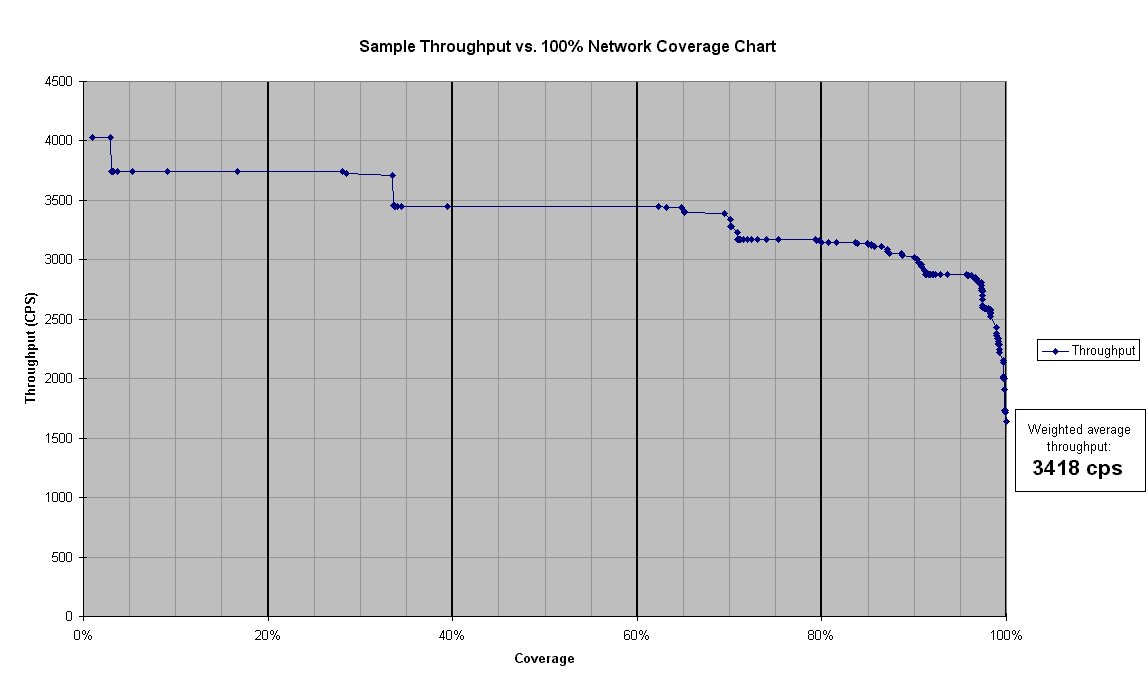 Sample Throughput vs. 100% Network Coverage Chart
4500
4000
3500
3000
2500
2000
1500
1000
500
0
Throughput (CPS)
0% 20% 40% 60% 80% 100%
Coverage
Throughput
Weighted average
throughput:
3418 cps